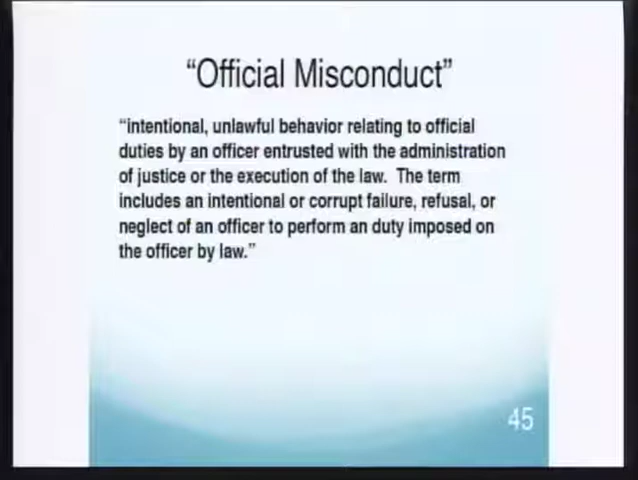 “Official Misconduct”
“intentional, unlawful behavior relating to official
duties by an officer entrusted with the administration
of justice or the execution of the law.  The term
includes an intentional or corrupt failure, refusal, or
neglect of an officer to perform an duty imposed on
the officer by law.”
45